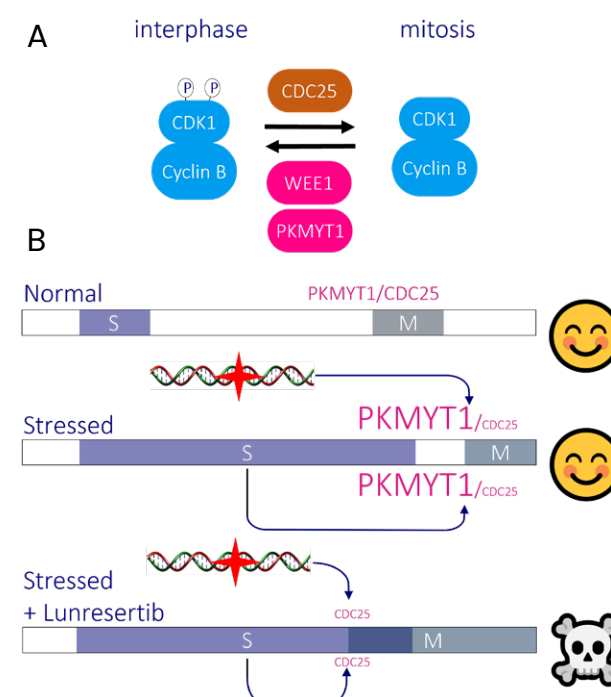 A
interphase
mitosis
P P
CDC25
CDK1
CDK1
Cyclin B
Cyclin B
WEE1
PKMYT1
B
Normal
PKMYT1/CDC25
S
M
Stressed
PKMYT1/CDC25
S
M
PKMYT1/CDC25
Stressed
+ Lunresertib
CDC25
S
M
CDC25